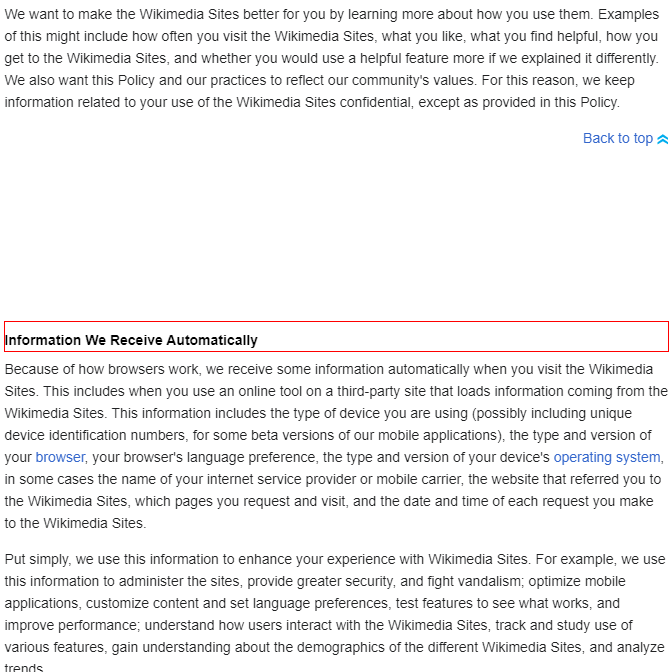 We want to make the Wikimedia Sites better for you by learning more about how you use them. Examples
of this might include how often you visit the Wikimedia Sites, what you like, what you find helpful, how you
get to the Wikimedia Sites, and whether you would use a helpful feature more if we explained it differently.
We also want this Policy and our practices to reflect our community's values. For this reason, we keep
information related to your use of the Wikimedia Sites confidential, except as provided in this Policy.
Back to top
Information We Receive Automatically
Because of how browsers work, we receive some information automatically when you visit the Wikimedia
Sites. This includes when you use an online tool on a third-party site that loads information coming from the
Wikimedia Sites. This information includes the type of device you are using (possibly including unique
device identification numbers, for some beta versions of our mobile applications), the type and version of
your browser, your browser's language preference, the type and version of your device's operating system,
in some cases the name of your internet service provider or mobile carrier, the website that referred you to
the Wikimedia Sites, which pages you request and visit, and the date and time of each request you make
to the Wikimedia Sites.
Put simply, we use this information to enhance your experience with Wikimedia Sites. For example, we use
this information to administer the sites, provide greater security, and fight vandalism; optimize mobile
applications, customize content and set language preferences, test features to see what works, and
improve performance; understand how users interact with the Wikimedia Sites, track and study use of
various features, gain understanding about the demographics of the different Wikimedia Sites, and analyze
trends.